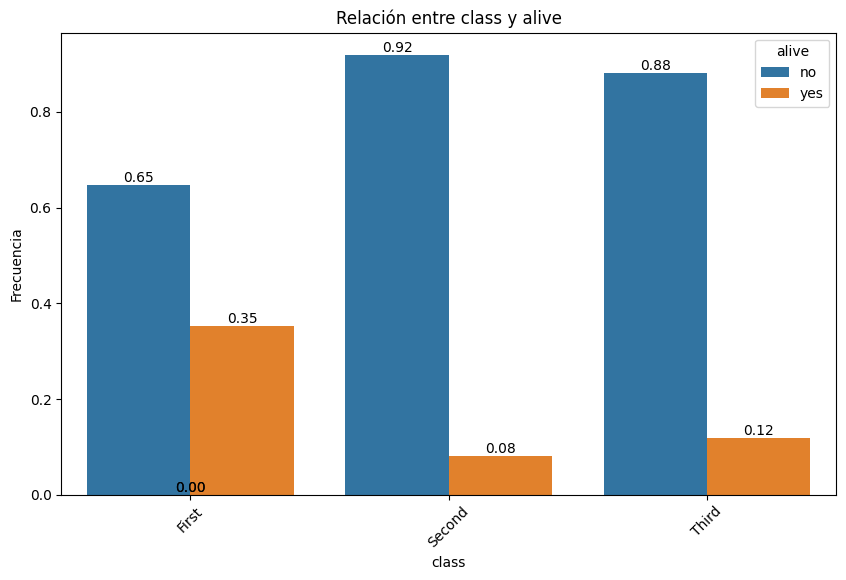 Relación entre class y alive
alive
no
yes
0.92
0.88
0.65
0.35
0.12
0.08
0.00
0.8
0.6
0.4
0.2
0.0
Frecuencia
First
Second
Third
class